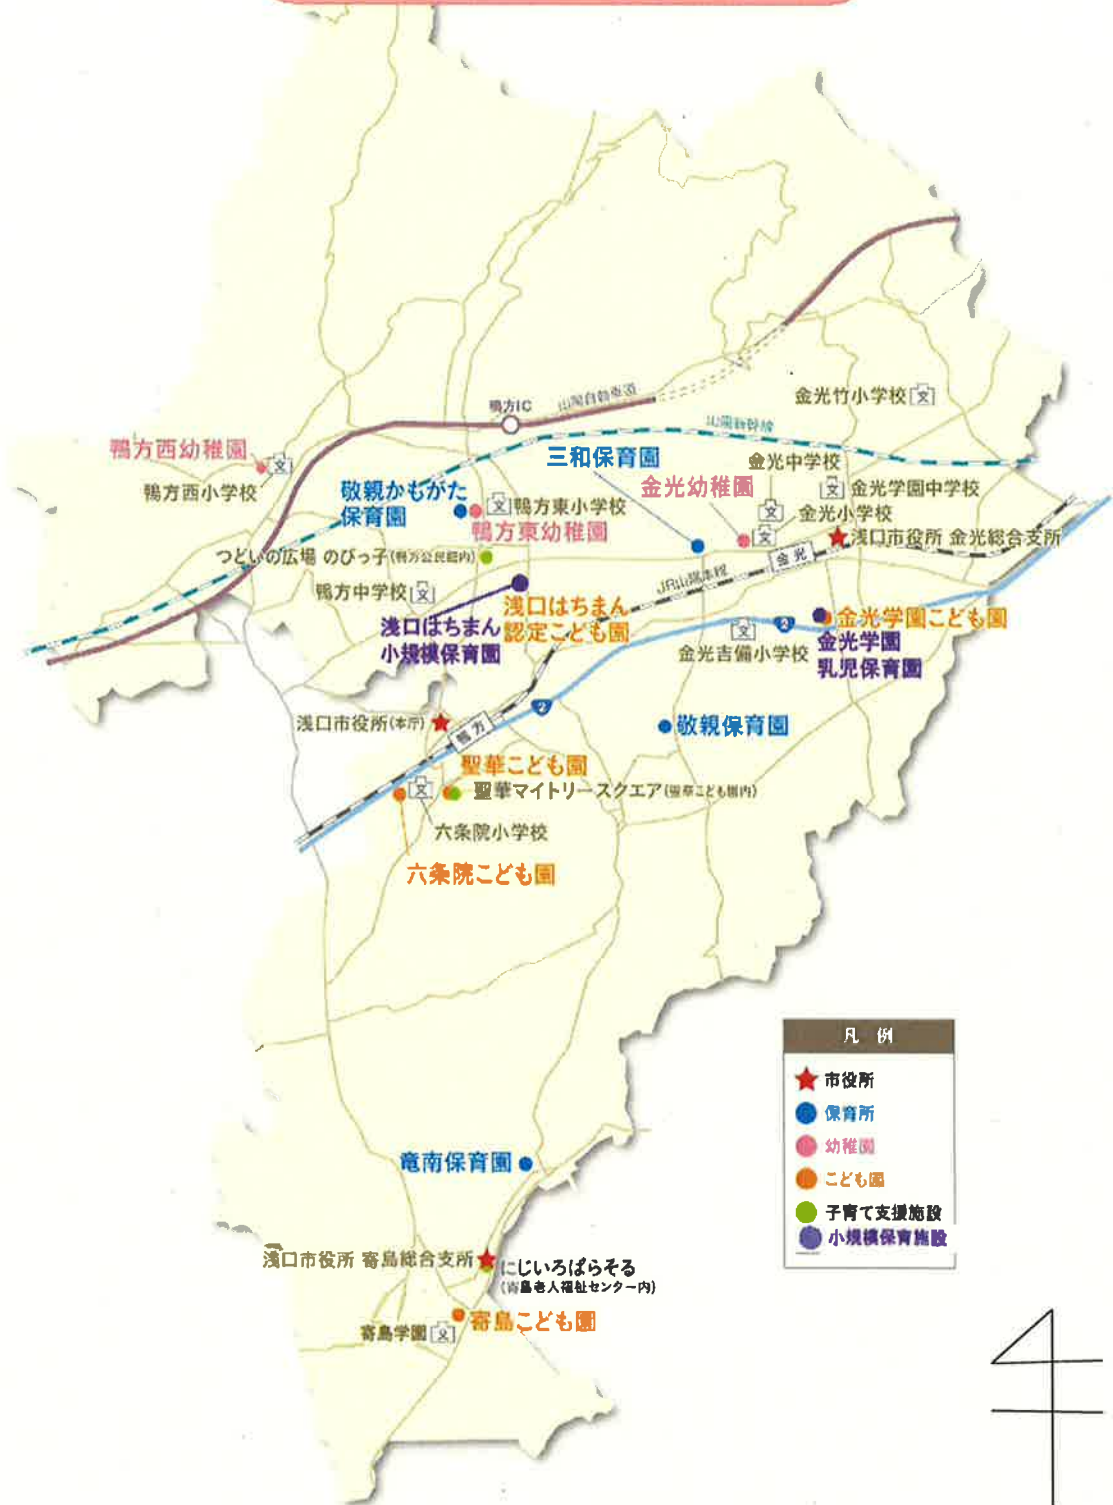 金光竹小学校
鴨方IC
山陽自動車道
山陽新幹線
鴨方西幼稚園
三和保育園
金光中学校
鴨方西小学校
敬親かもがた
保育園
金光幼稚園
金光学園中学校
鴨方東小学校
金光小学校
鴨方東幼稚園
浅口市役所 金光総合支所
つどいの広場 のびっ子(鴨方公民館内)
金光
JR山陽本線
鴨方中学校
浅口はちまん
認定こども園
浅口はちまん
小規模保育園
2
金光学園こども園
金光吉備小学校
金光学園
乳児保育園
2
浅口市役所(本庁)
鴨方
敬親保育園
聖華こども園
聖華マイトリースクエア(聖華こども園内)
六条院小学校
六条院こども園
凡例
市役所
保育所
幼稚園
こども園
子育て支援施設
小規模保育施設
竜南保育園
浅口市役所 寄島総合支所
にじいろぱらそる
(寄島老人福祉センター内)
寄島こども園
寄島学園